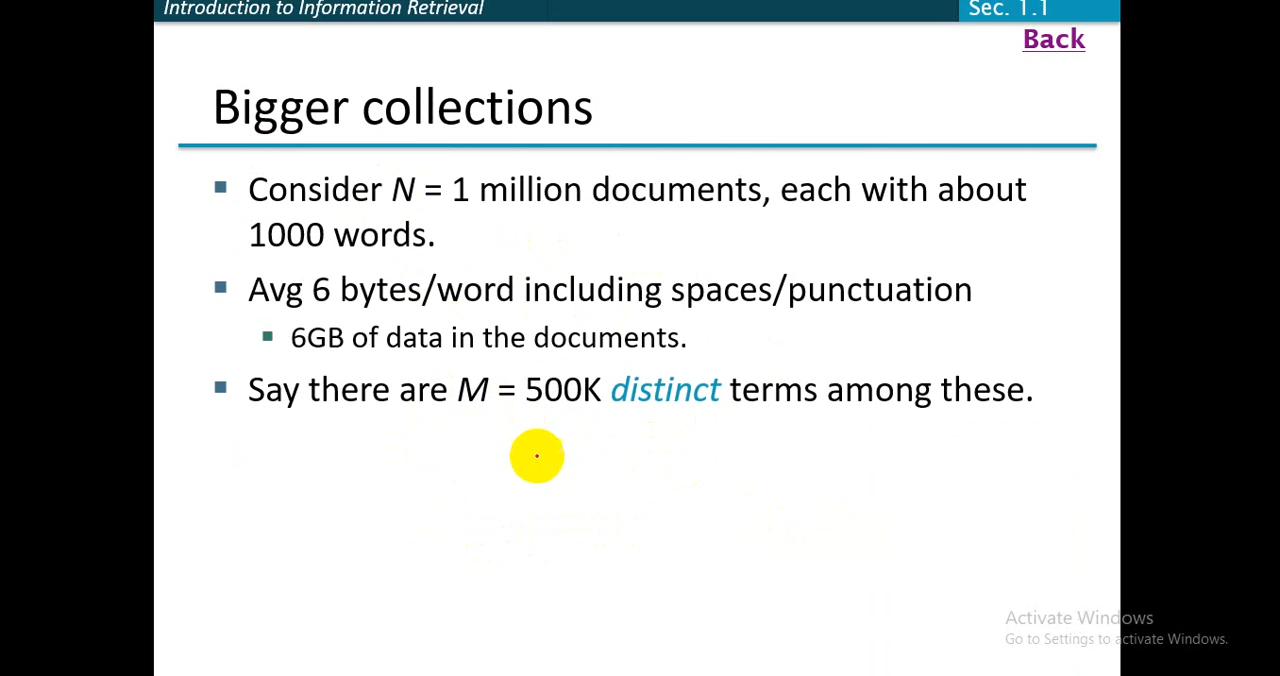 Introduction to Information Retrieval
Sec. 1.1
Back
Bigger collections
Consider N = 1 million documents, each with about
1000 words.
Avg 6 bytes/word including spaces/punctuation
6GB of data in the documents.
Say there are M = 500K distinct terms among these.
Activate Windows
Go to Settings to activate Windows.